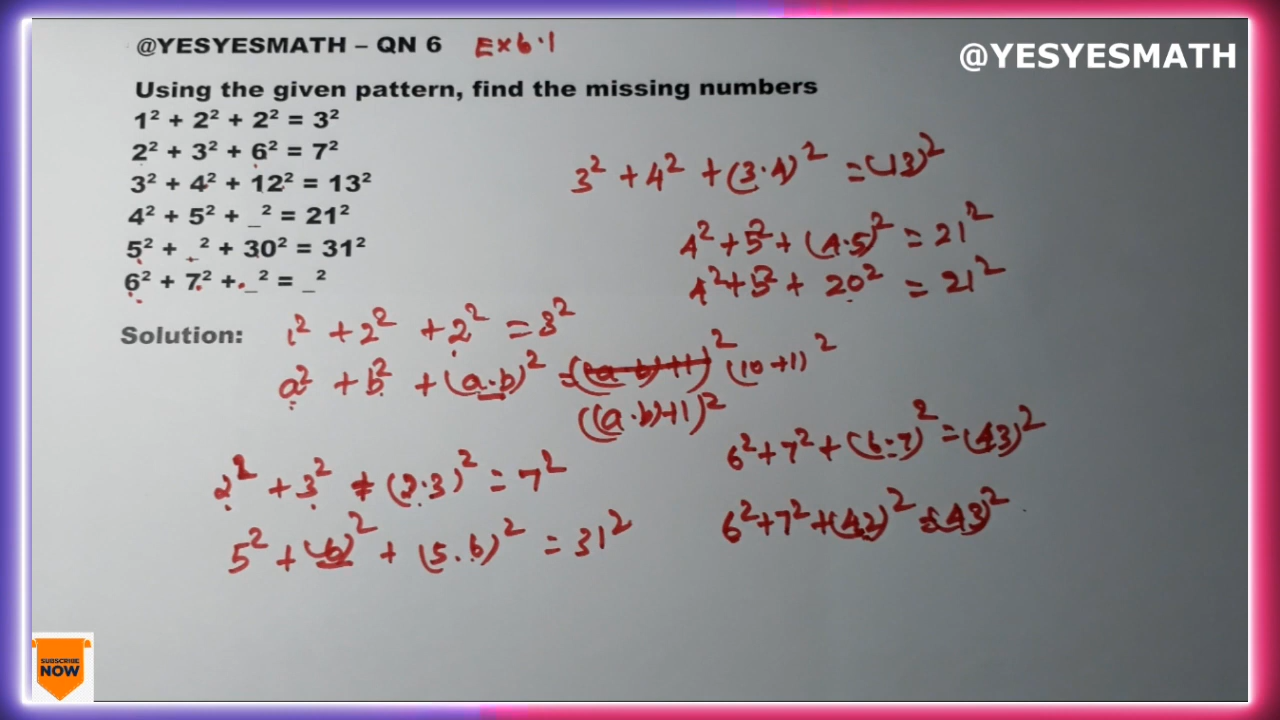 @YESYESMATH – QN 6 Ex 6.1
@YESYESMATH
Using the given pattern, find the missing numbers
1² + 2² + 2² = 3²
2² + 3² + 6² = 7²
3² + 4² + 12² = 13²
4² + 5² + _² = 21²
5² + _² + 30² = 31²
6² + 7² + _² = _²
3² + 4² + (3·4)² = (13)²
4² + 5² + (4·5)² = 21²
4² + 5² + 20² = 21²
Solution: 1² + 2² + 2² = 3²
a² + b² + (a·b)² = ((a·b)+1)² (10+1)²
((a·b)+1)²
2² + 3² + (2·3)² = 7²
5² + (6)² + (5.6)² = 31²
6² + 7² + (6·7)² = (43)²
6² + 7² + (42)² = (43)²
SUBSCRIBE
NOW